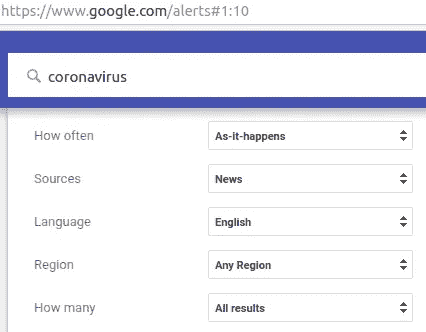 https://www.google.com/alerts#1:10
coronavirus
How often As-it-happens
Sources News
Language English
Region Any Region
How many All results